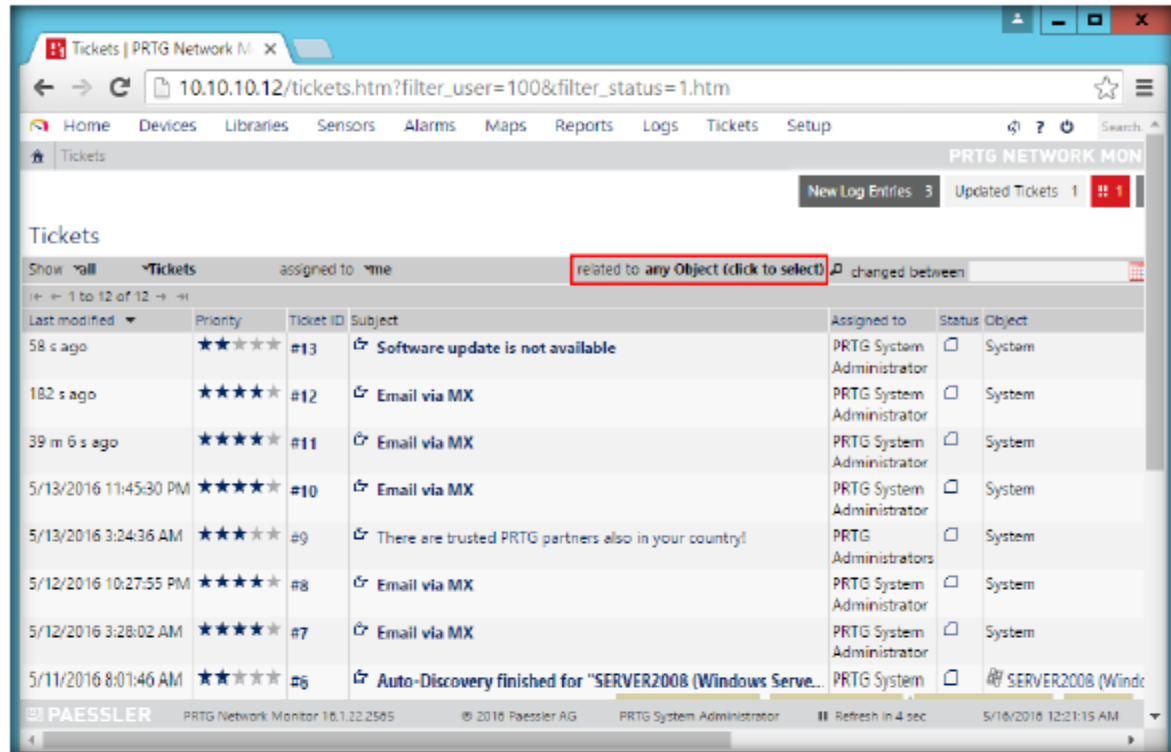 Tickets | PRTG Network M
10.10.10.12/tickets.htm?filter_user=100&filter_status=1.htm
Home Devices Libraries Sensors Alarms Maps Reports Logs Tickets Setup ? Search.
Tickets PRTG NETWORK MON
New Log Entries 3 Updated Tickets 1 !! 1
Tickets
Show all Tickets assigned to me related to any Object (click to select) changed between
1 to 12 of 12
Last modified Priority Ticket ID Subject Assigned to Status Object
58 s ago #13 Software update is not available PRTG System System
Administrator
182 s ago #12 Email via MX PRTG System System
Administrator
39 m 6 s ago #11 Email via MX PRTG System System
Administrator
5/13/2016 11:45:30 PM #10 Email via MX PRTG System System
Administrator
5/13/2016 3:24:36 AM #9 There are trusted PRTG partners also in your country! PRTG System
Administrators
5/12/2016 10:27:55 PM #8 Email via MX PRTG System System
Administrator
5/12/2016 3:28:02 AM #7 Email via MX PRTG System System
Administrator
5/11/2016 8:01:46 AM #6 Auto-Discovery finished for "SERVER2008 (Windows Serve... PRTG System SERVER2008 (Windo
PAESSLER PRTG Network Monitor 16.1.22.2565 © 2016 Paessler AG PRTG System Administrator Refresh in 4 sec 5/16/2016 12:21:15 AM